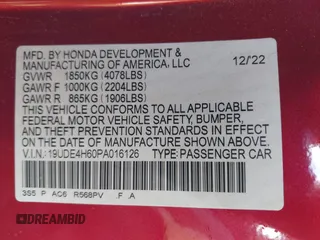 MFD. BY HONDA DEVELOPMENT &
MANUFACTURING OF AMERICA, LLC 12/22
GVWR 1850KG (4078LBS)
GAWR F 1000KG (2204LBS)
GAWR R 865KG (1906LBS)
THIS VEHICLE CONFORMS TO ALL APPLICABLE
FEDERAL MOTOR VEHICLE SAFETY, BUMPER,
AND THEFT PREVENTION STANDARDS IN EFFECT
ON THE DATE OF MANUFACTURE SHOWN ABOVE.
V.I.N.: 19UDE4H60PA016126 TYPE: PASSENGER CAR
3S5 P AC6 R568PV F A
DREAMBID